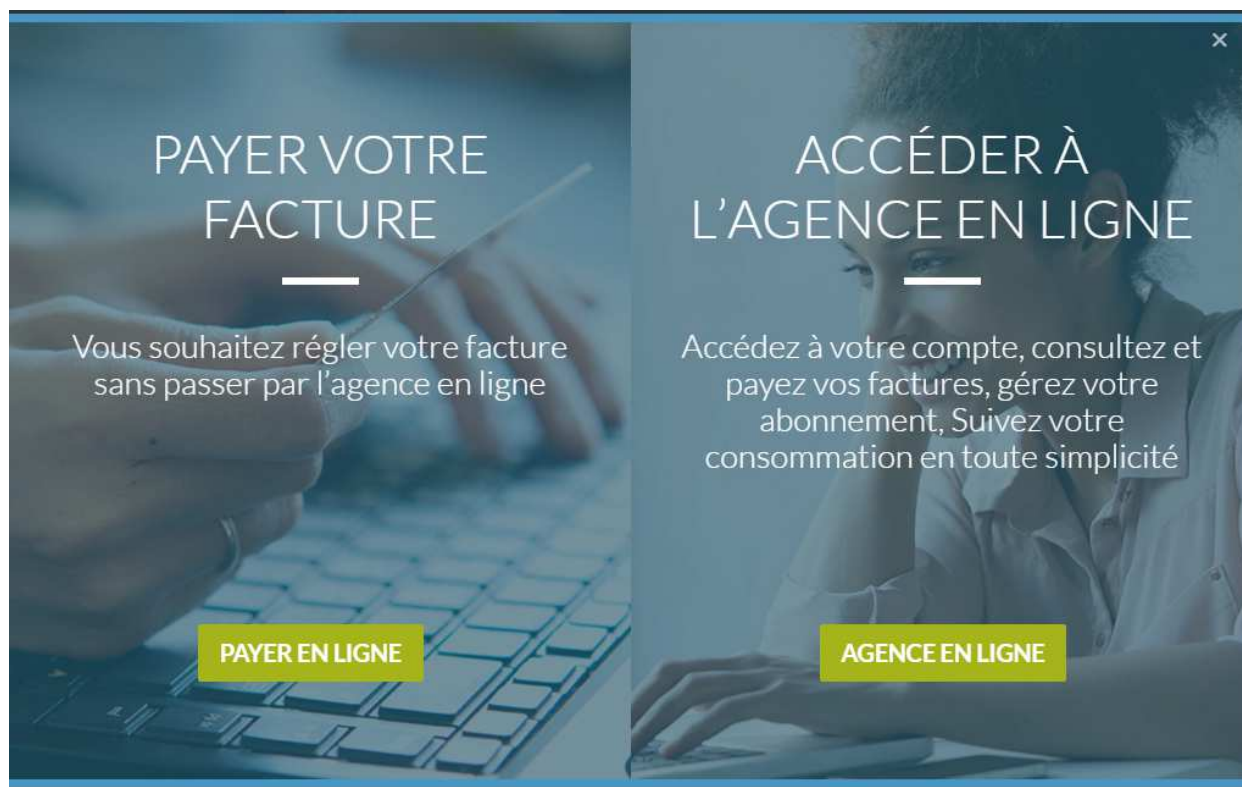 PAYER VOTRE
FACTURE
Vous souhaitez régler votre facture
sans passer par l'agence en ligne
PAYER EN LIGNE
×
ACCÉDER À
L'AGENCE EN LIGNE
Accédez à votre compte, consultez et
payez vos factures, gérez votre
abonnement, Suivez votre
consommation en toute simplicité
AGENCE EN LIGNE